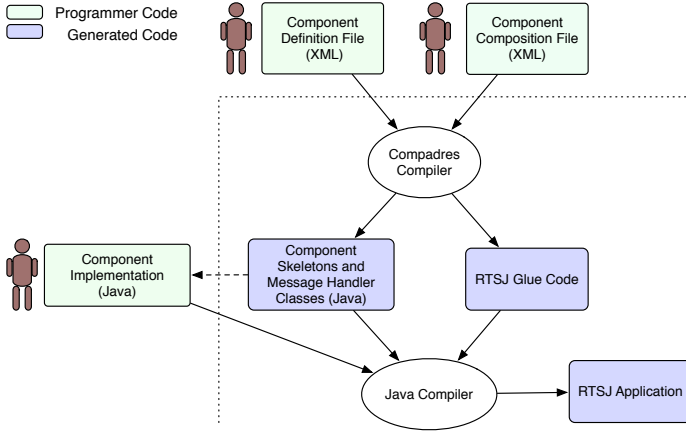 Programmer Code
Generated Code
Component
Definition File
(XML)
Component
Composition File
(XML)
Compadres
Compiler
Component
Implementation
(Java)
Component
Skeletons and
Message Handler
Classes (Java)
RTSJ Glue Code
Java Compiler
RTSJ Application